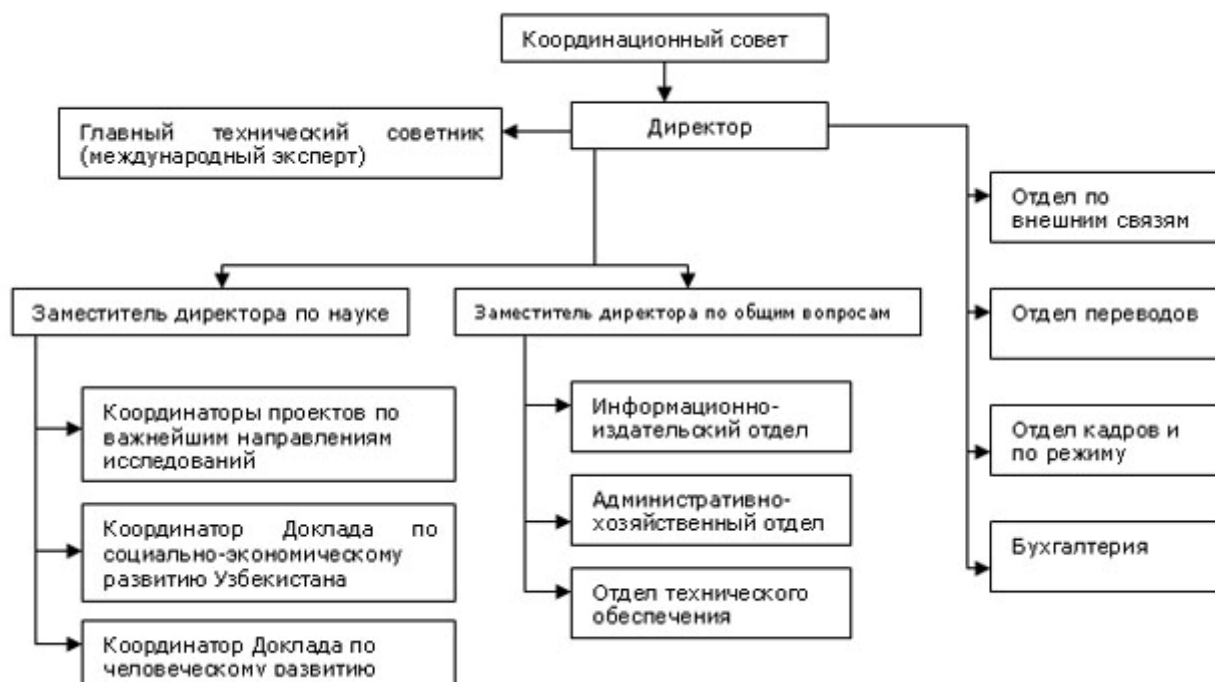 Координационный совет
Директор
Главный технический советник
(международный эксперт)
Отдел по
внешним связям
Заместитель директора по науке
Заместитель директора по общим вопросам
Отдел переводов
Координаторы проектов по
важнейшим направлениям
исследований
Информационно-
издательский отдел
Отдел кадров и
по режиму
Координатор Доклада по
социально-экономическому
развитию Узбекистана
Административно-
хозяйственный отдел
Бухгалтерия
Отдел технического
обеспечения
Координатор Доклада по
человеческому развитию